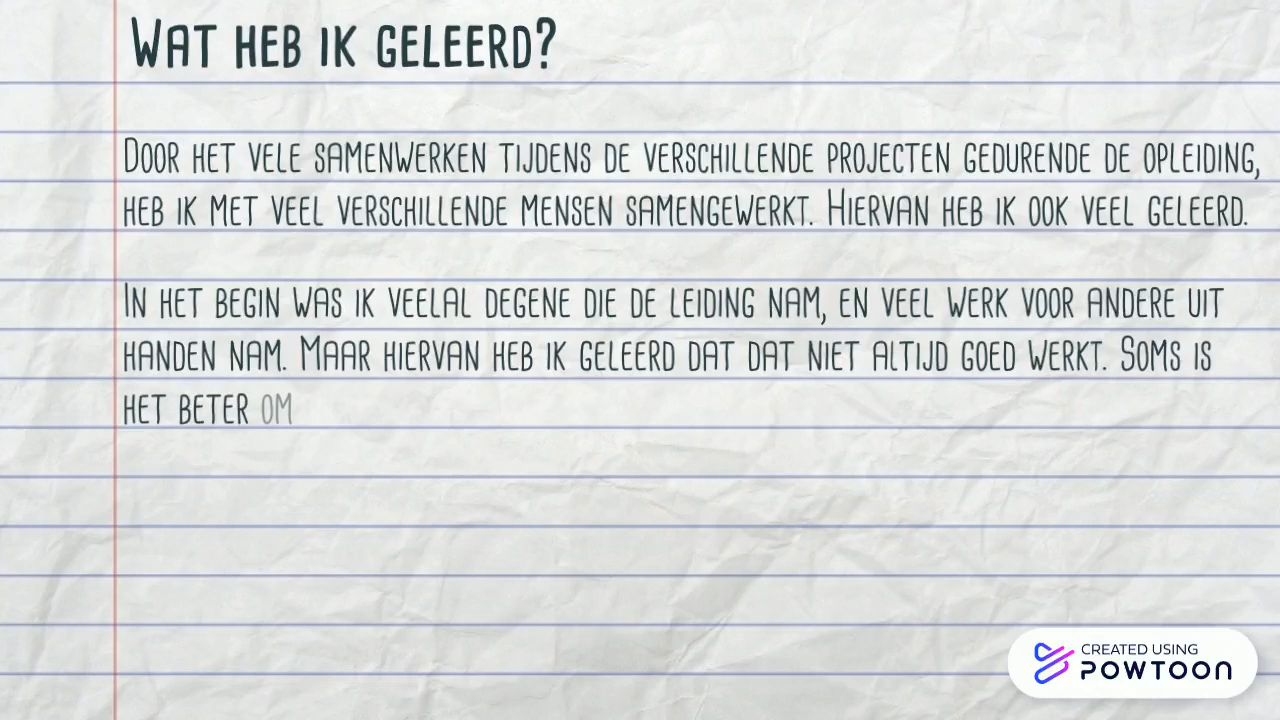 Wat heb ik geleerd?
Door het vele samenwerken tijdens de verschillende projecten gedurende de opleiding,
heb ik met veel verschillende mensen samengewerkt. Hiervan heb ik ook veel geleerd.
In het begin was ik veelal degene die de leiding nam, en veel werk voor andere uit
handen nam. Maar hiervan heb ik geleerd dat dat niet altijd goed werkt. Soms is
het beter om
CREATED USING
POWTOON